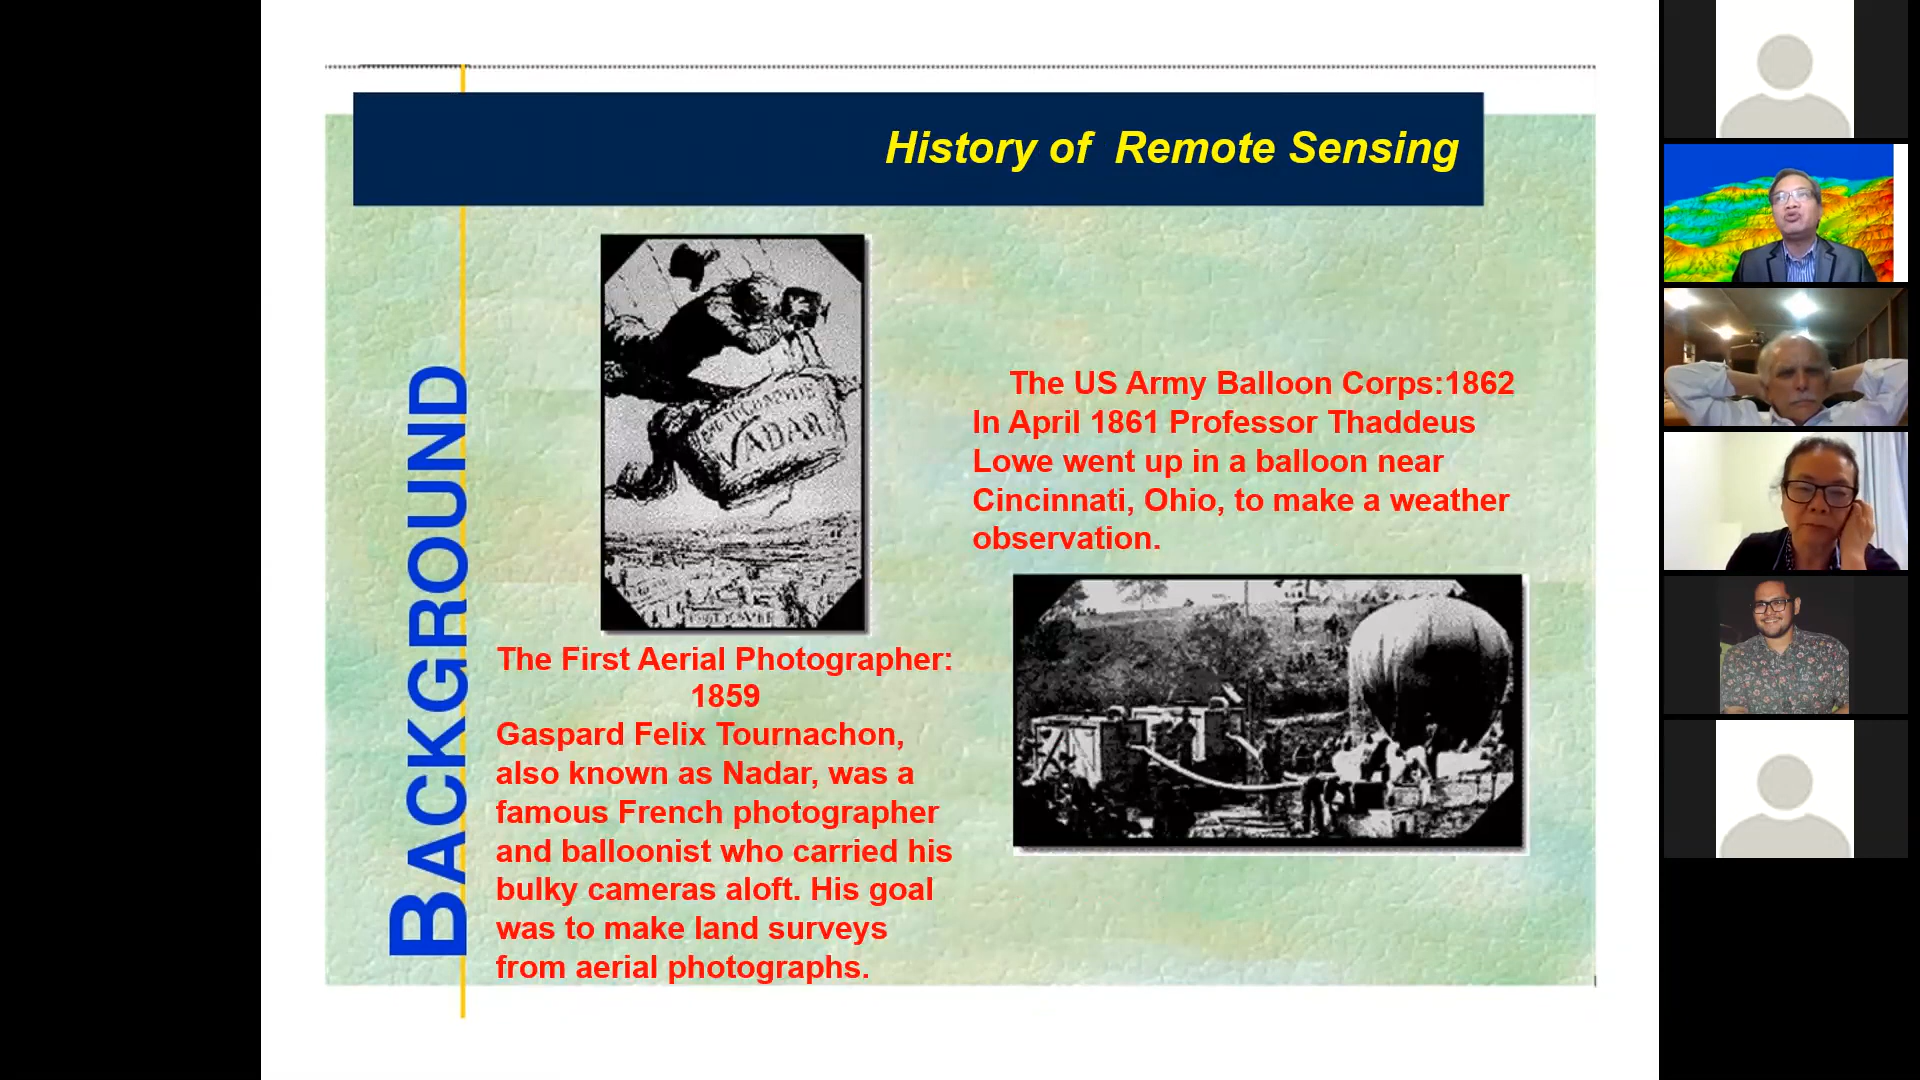 History of  Remote Sensing
BACKGROUND
NADAR
The First Aerial Photographer:
1859
Gaspard Felix Tournachon,
also known as Nadar, was a
famous French photographer
and balloonist who carried his
bulky cameras aloft. His goal
was to make land surveys
from aerial photographs.
The US Army Balloon Corps:1862
In April 1861 Professor Thaddeus
Lowe went up in a balloon near
Cincinnati, Ohio, to make a weather
observation.